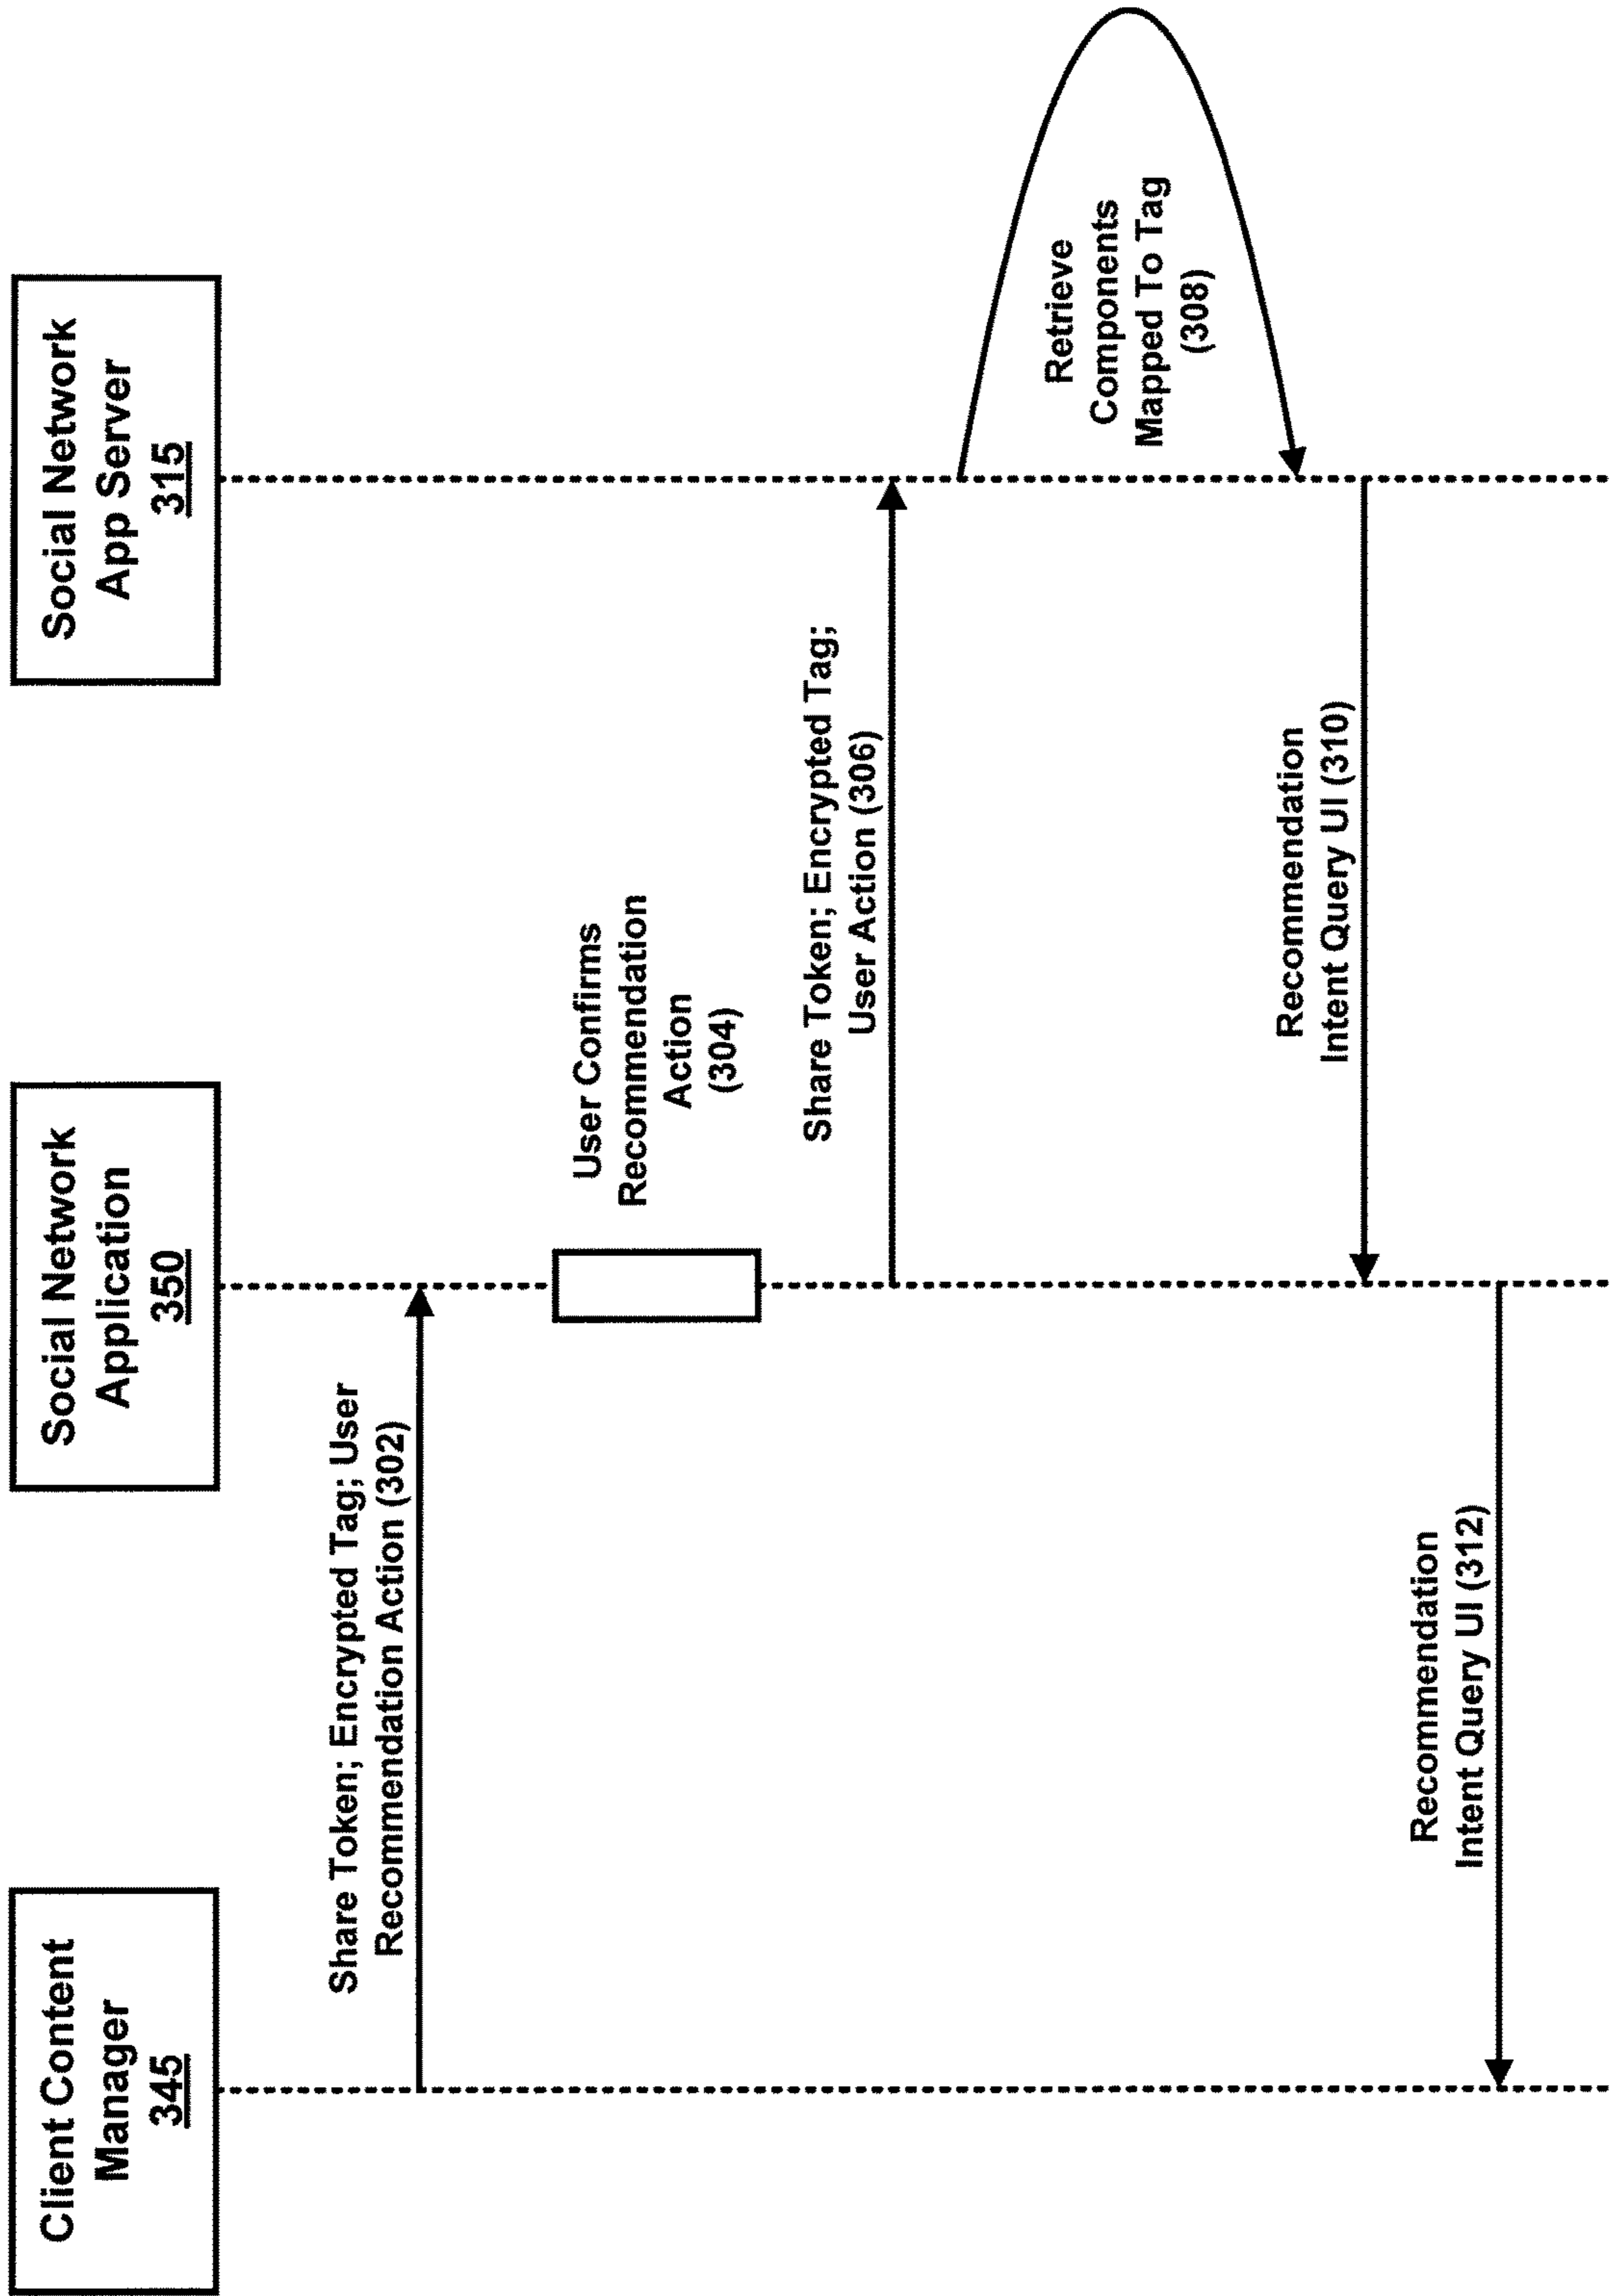 Client Content
Manager
345
Social Network
Application
350
Social Network
App Server
315
Share Token; Encrypted Tag; User
Recommendation Action (302)
User Confirms
Recommendation
Action
(304)
Share Token; Encrypted Tag;
User Action (306)
Retrieve
Components
Mapped To Tag
(308)
Recommendation
Intent Query UI (310)
Recommendation
Intent Query UI (312)